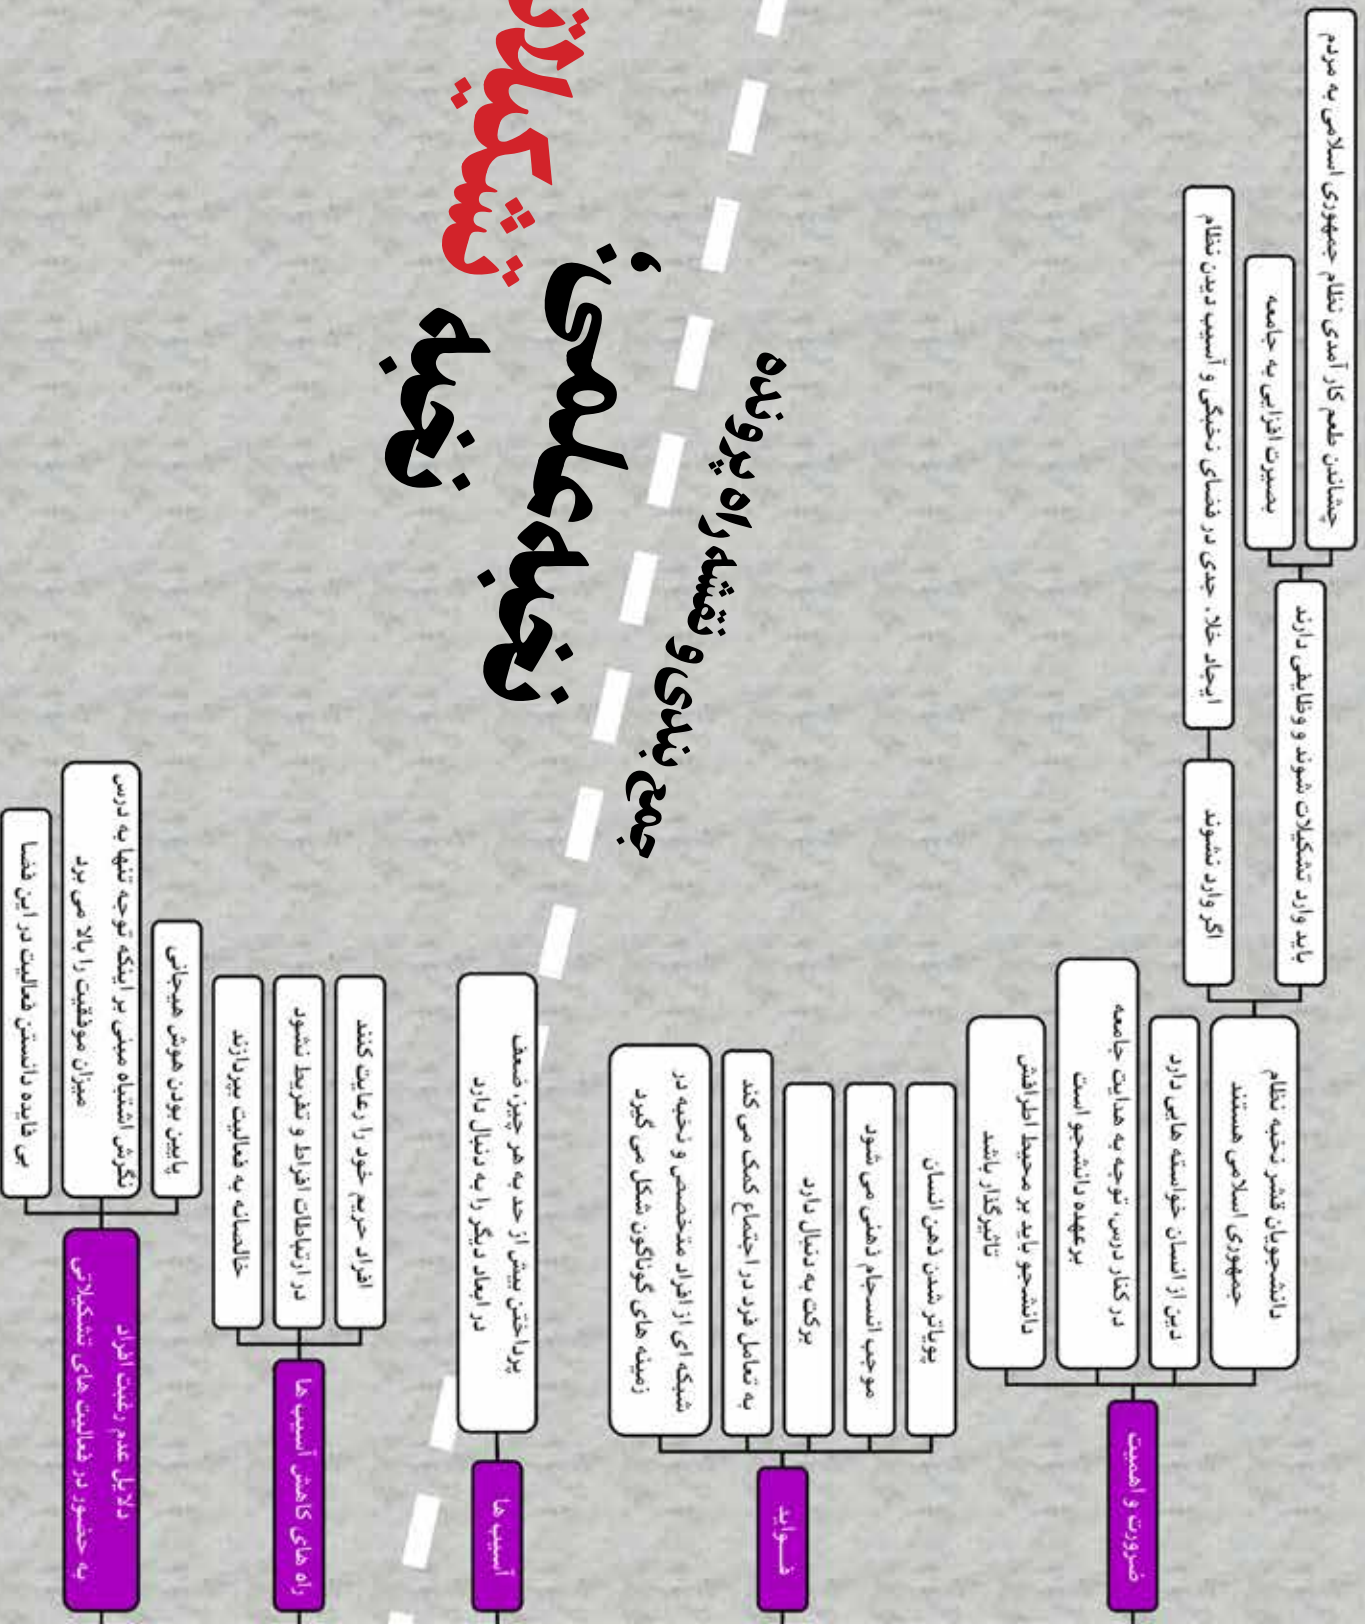 جمع بندی و نقشه راه پرونده
نخبه علمی،
نخبه
ضرورت و اهمیت
دانشجویان قشر نخبه نظام
جمهوری اسلامی هستند
باید وارد تشکیلات شوند و وظایفی دارند
چشاندن طعم کار آمدی نظام جمهوری اسلامی به مردم
بصیرت افزایی به جامعه
اگر وارد نشوند
ایجاد خلاء جدی در فضای نخبگی و آسیب دیدن نظام
دین از انسان خواسته هایی دارد
در کنار درس، توجه به هدایت جامعه
برعهده دانشجو است
دانشجو باید بر محیط اطرافش
تاثیرگذار باشد
فواید
پویاتر شدن ذهن انسان
موجب انسجام ذهنی می شود
برکت به دنبال دارد
به تعامل فرد در اجتماع کمک می کند
شبکه ای از افراد متخصص و نخبه در
زمینه های گوناگون شکل می گیرد
آسیب ها
پرداختن بیش از حد به هر چیز، ضعف
در ابعاد دیگر را به دنبال دارد
راه های کاهش آسیب ها
افراد حریم خود را رعایت کنند
در ارتباطات افراط و تفریط نشود
خالصانه به فعالیت بپردازند
دلایل عدم رغبت افراد
به حضور در فعالیت های تشکیلاتی
پایین بودن هوش هیجانی
نگرش اشتباه مبنی بر اینکه توجه تنها به درس
میزان موفقیت را بالا می برد
بی فایده دانستن فعالیت در این فضا